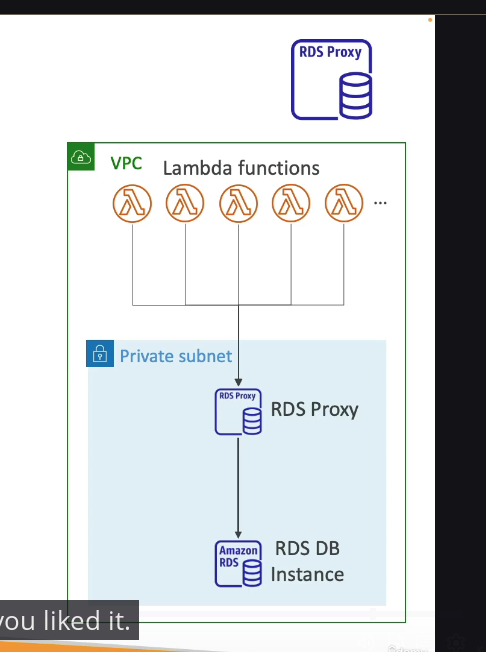 RDS Proxy
VPC
Lambda functions
...
Private subnet
RDS Proxy
RDS Proxy
Amazon
RDS
RDS DB
Instance
you liked it.